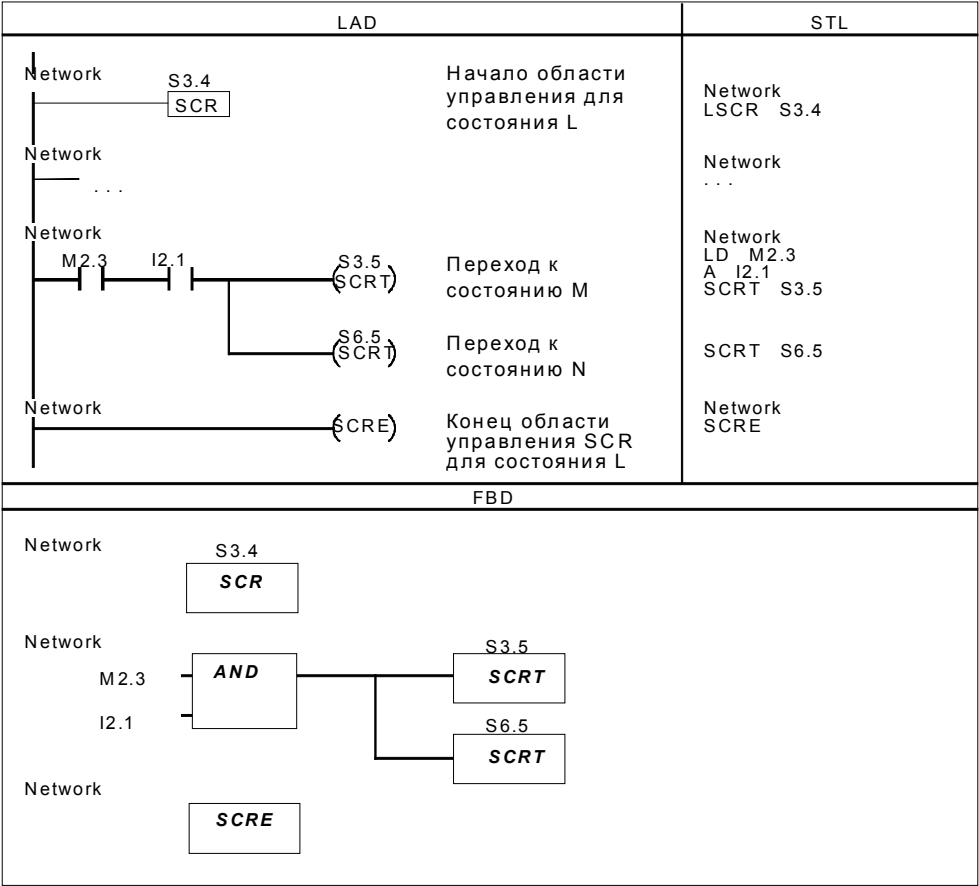 LAD
STL
Network
S3.4
SCR
Начало области
управления для
состояния L
Network
LSCR S3.4
Network
. . .
Network
. . .
Network
M2.3 I2.1 S3.5
SCRT
Переход к
состоянию M
Network
LD M2.3
A I2.1
SCRT S3.5
S6.5
SCRT
Переход к
состоянию N
SCRT S6.5
Network
SCRE
Конец области
управления SCR
для состояния L
Network
SCRE
FBD
Network
S3.4
SCR
Network
M2.3
I2.1
AND
S3.5
SCRT
S6.5
SCRT
Network
SCRE